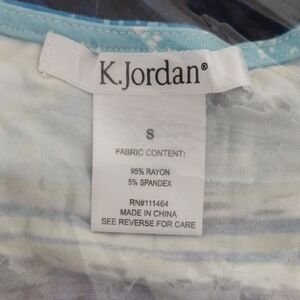 K.Jordan®
S
FABRIC CONTENT:
95% RAYON
5% SPANDEX
RN#111464
MADE IN CHINA
SEE REVERSE FOR CARE